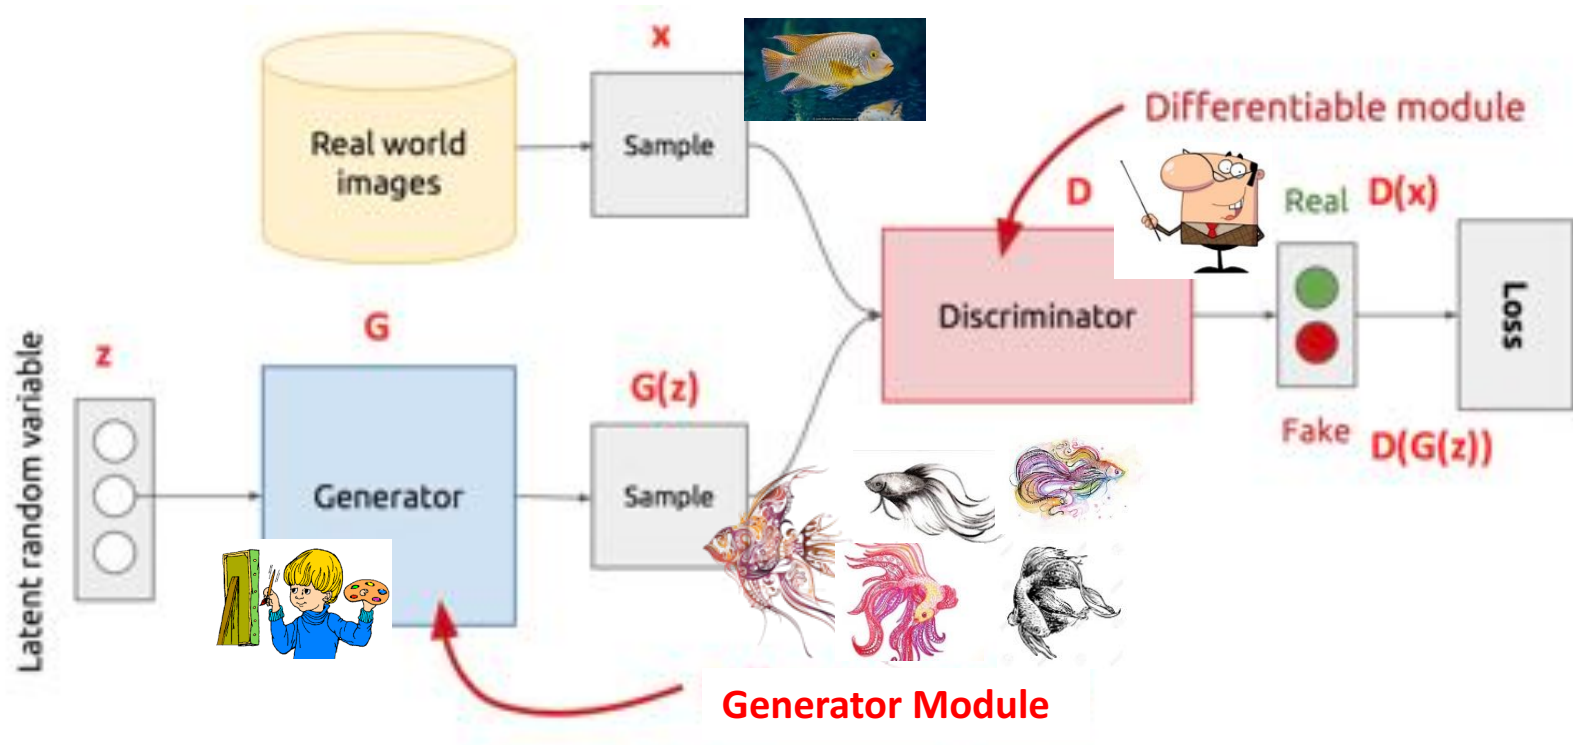 x
Real world
images
Sample
Differentiable module
D
Real D(x)
Discriminator
Loss
Fake D(G(z))
Latent random variable
z
G
Generator
G(z)
Sample
Generator Module